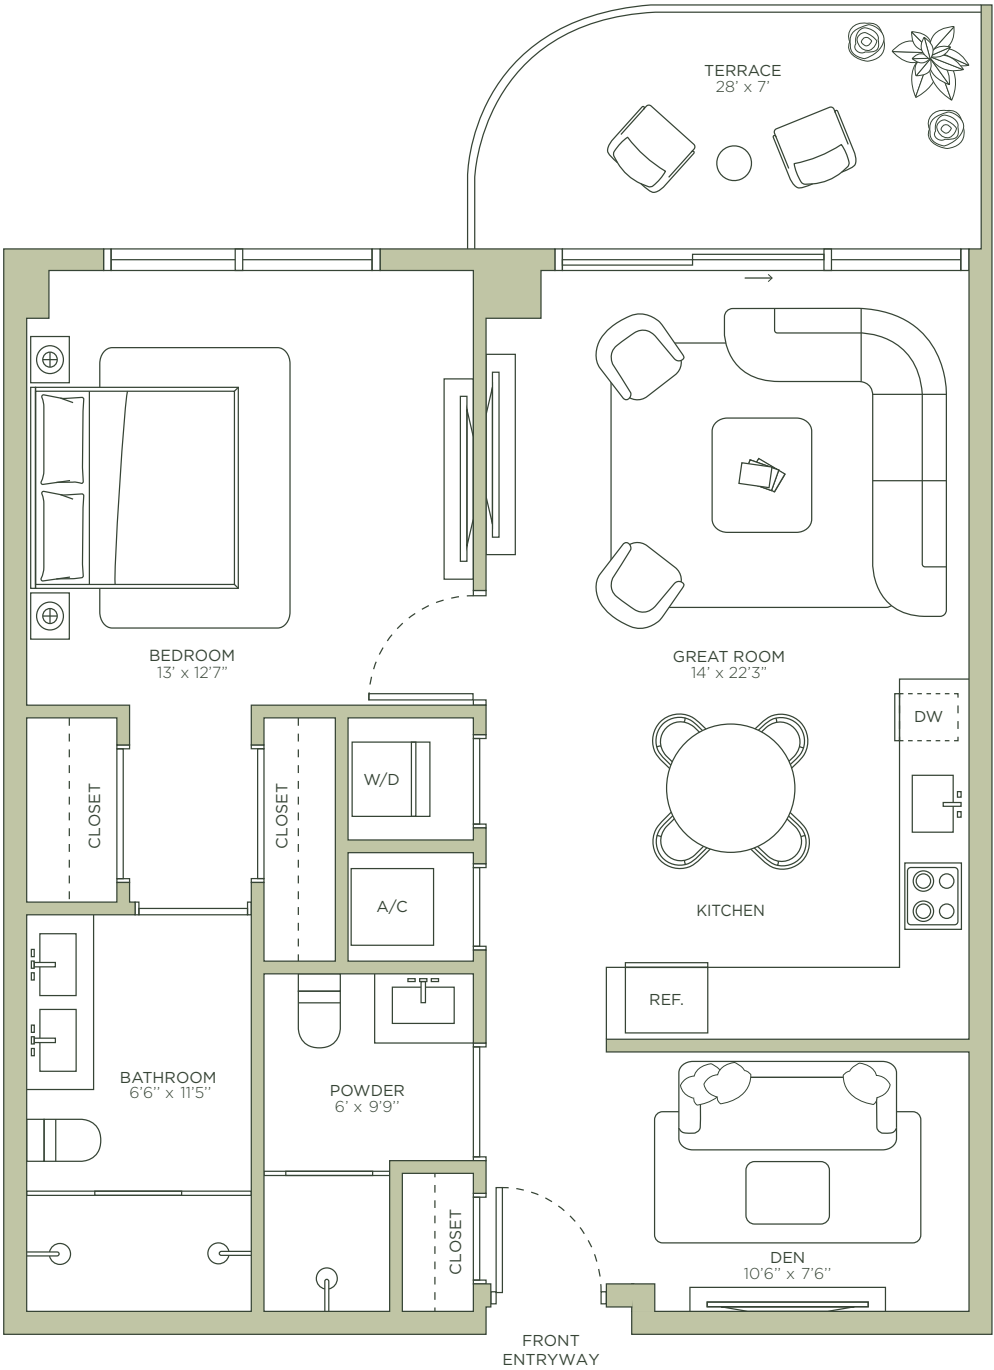 TERRACE
28' x 7'
BEDROOM
13' x 12'7"
GREAT ROOM
14' x 22'3"
DW
CLOSET
CLOSET
W/D
A/C
KITCHEN
REF.
BATHROOM
6'6" x 11'5"
POWDER
6' x 9'9"
CLOSET
DEN
10'6" x 7'6"
FRONT
ENTRYWAY